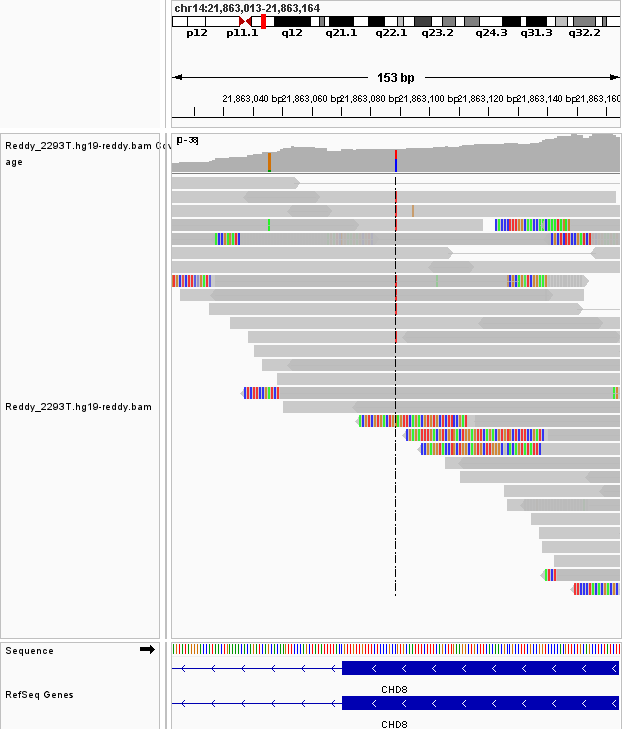 chr14:21,863,013-21,863,164
p12 p11.1 q12 q21.1 q22.1 q23.2 q24.3 q31.3 q32.2
153 bp
21,863,040 bp 21,863,060 bp 21,863,080 bp 21,863,100 bp 21,863,120 bp 21,863,140 bp 21,863,160
Reddy_2293T.hg19-reddy.bam Cov
age
[0-38]
Reddy_2293T.hg19-reddy.bam
Sequence
CHD8
RefSeq Genes
CHD8